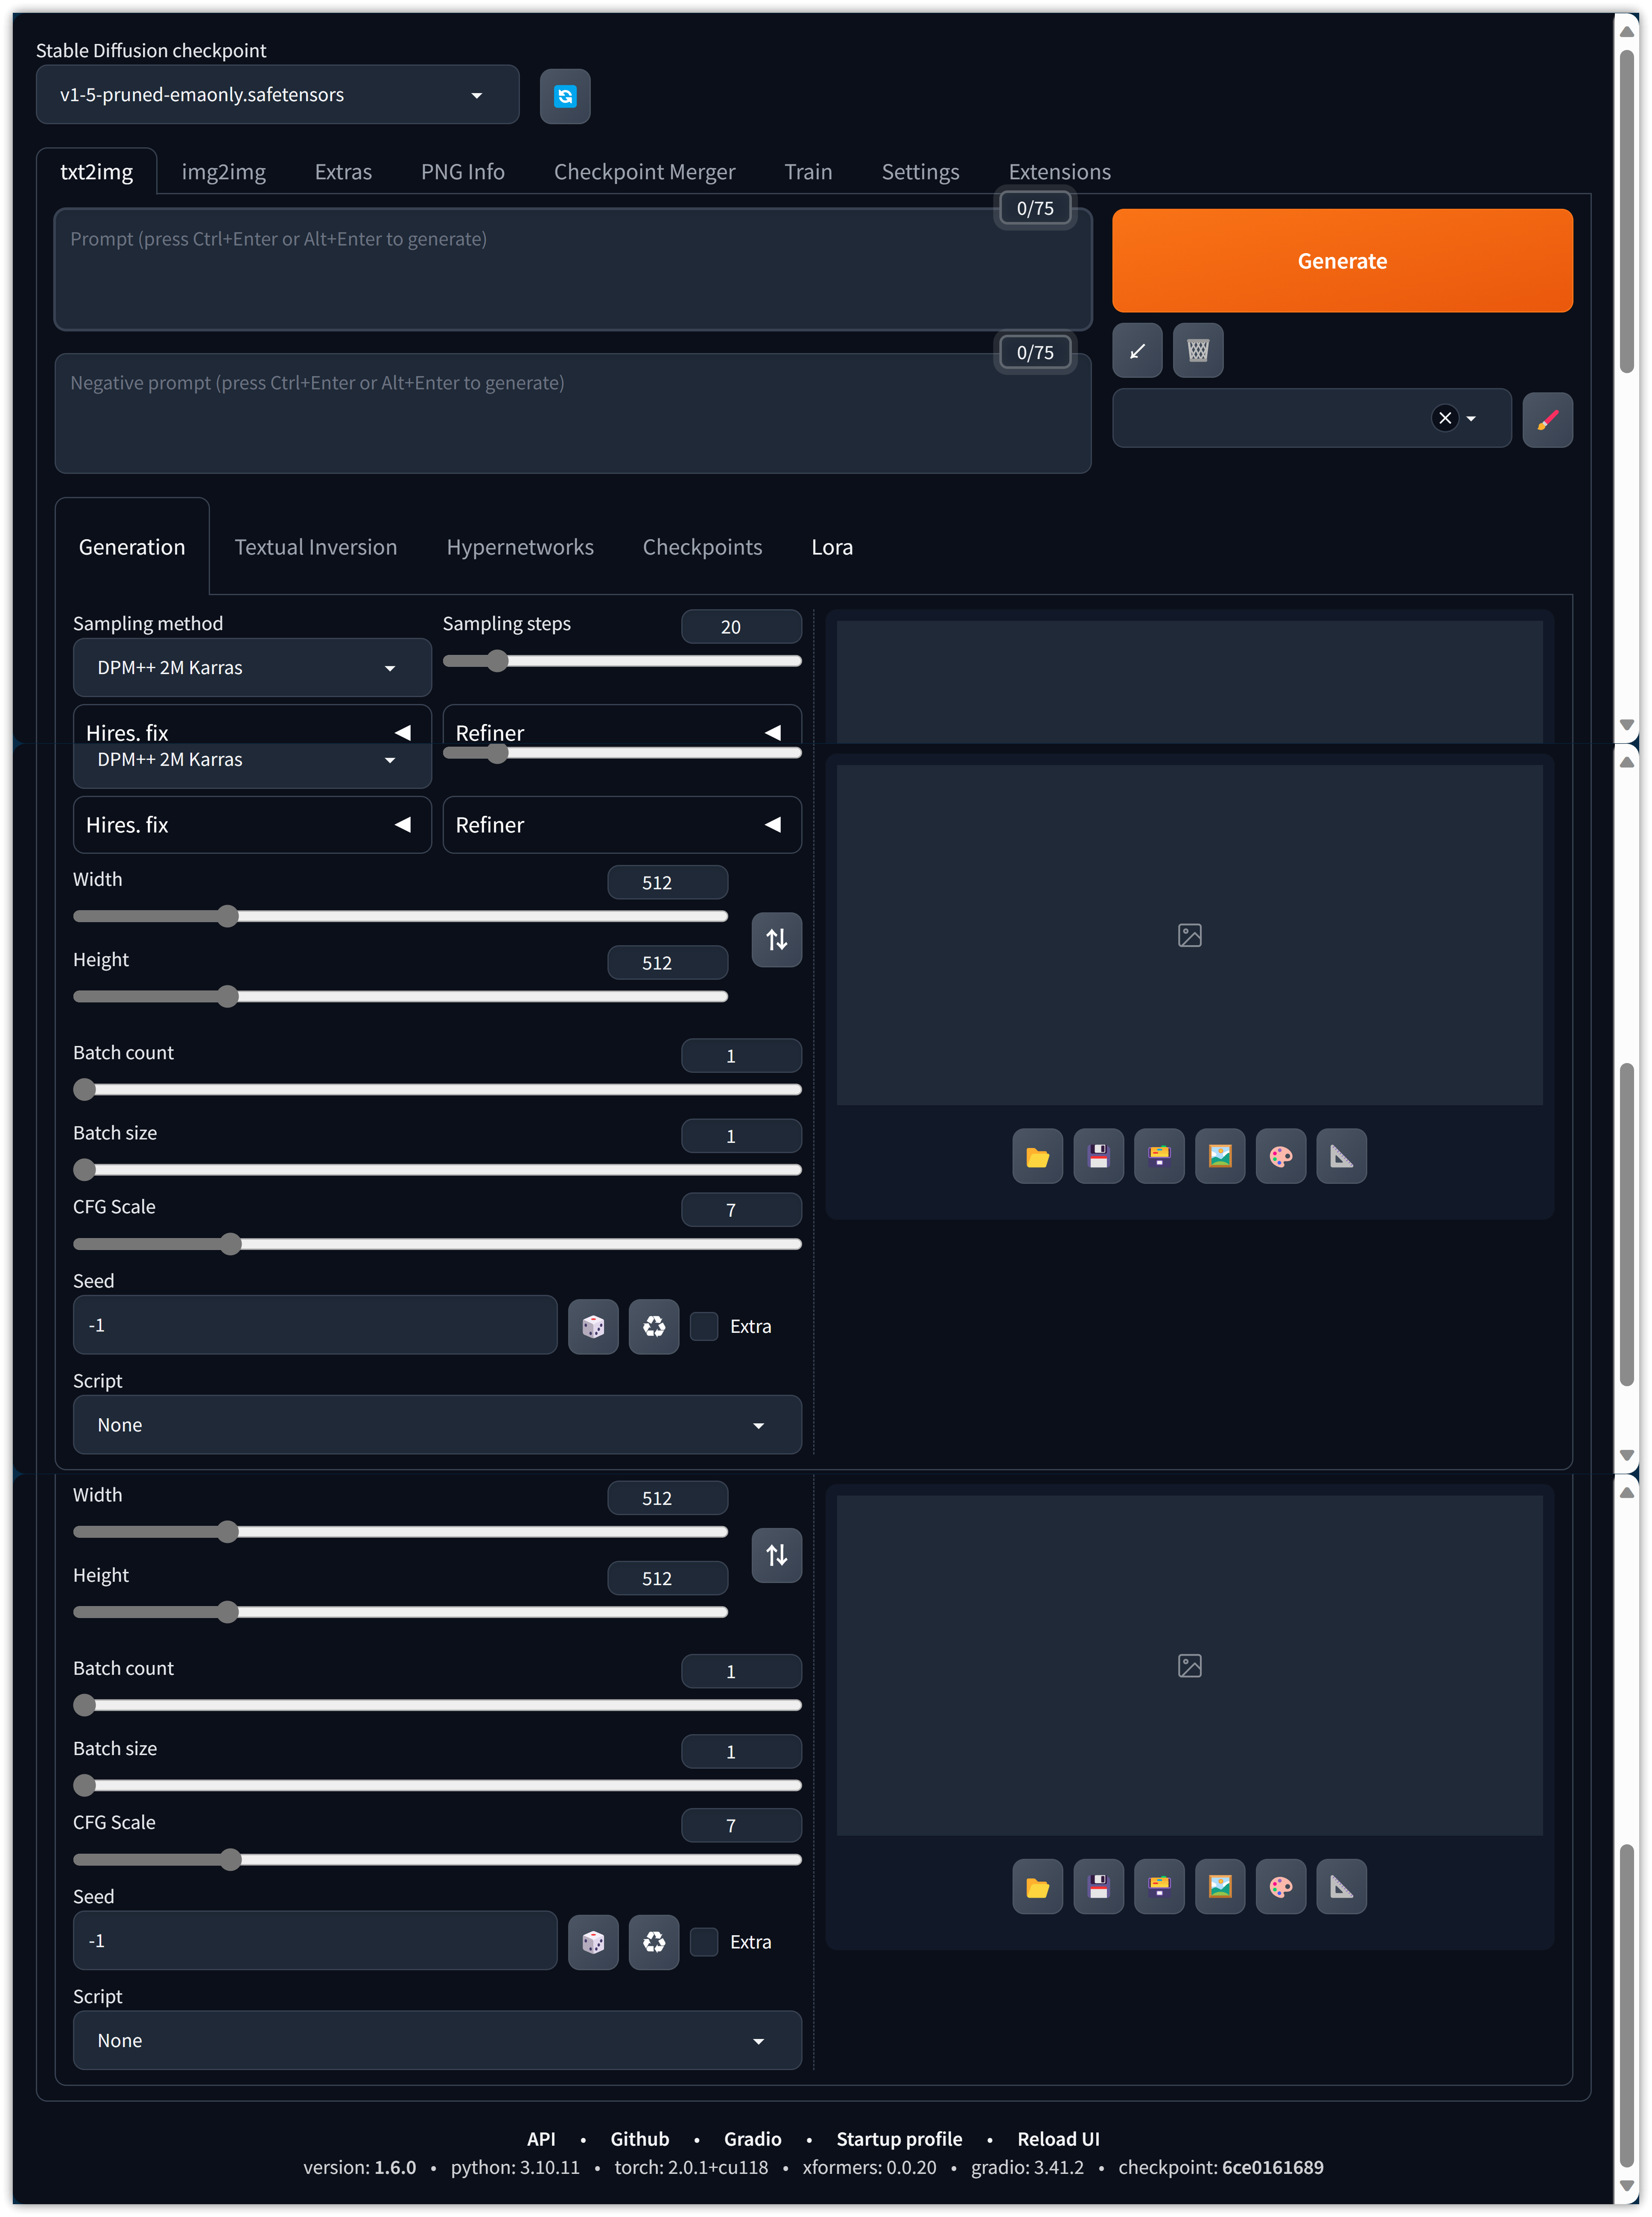 Stable Diffusion checkpoint
v1-5-pruned-emaonly.safetensors
txt2img img2img Extras PNG Info Checkpoint Merger Train Settings Extensions
0/75
Prompt (press Ctrl+Enter or Alt+Enter to generate)
Generate
0/75
Negative prompt (press Ctrl+Enter or Alt+Enter to generate)
Generation Textual Inversion Hypernetworks Checkpoints Lora
Sampling method Sampling steps 20
DPM++ 2M Karras
Hires. fix Refiner
DPM++ 2M Karras
Hires. fix Refiner
Width 512
Height 512
Batch count 1
Batch size 1
CFG Scale 7
Seed
-1 Extra
Script
None
Width 512
Height 512
Batch count 1
Batch size 1
CFG Scale 7
Seed
-1 Extra
Script
None
API • Github • Gradio • Startup profile • Reload UI
version: 1.6.0 • python: 3.10.11 • torch: 2.0.1+cu118 • xformers: 0.0.20 • gradio: 3.41.2 • checkpoint: 6ce0161689